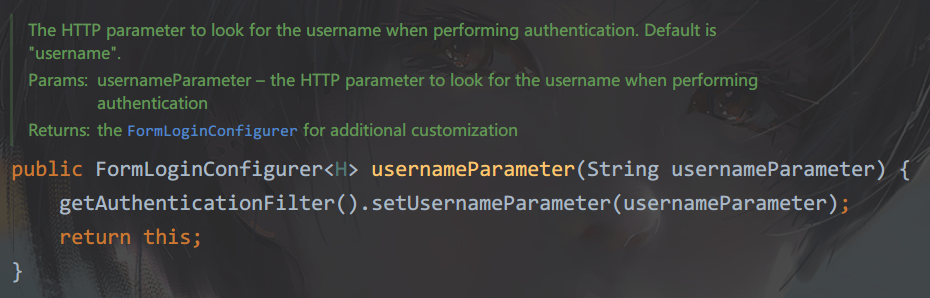 The HTTP parameter to look for the username when performing authentication. Default is
"username".
Params: usernameParameter – the HTTP parameter to look for the username when performing
authentication
Returns: the FormLoginConfigurer for additional customization
public FormLoginConfigurer<H> usernameParameter(String usernameParameter) {
    getAuthenticationFilter().setUsernameParameter(usernameParameter);
    return this;
}